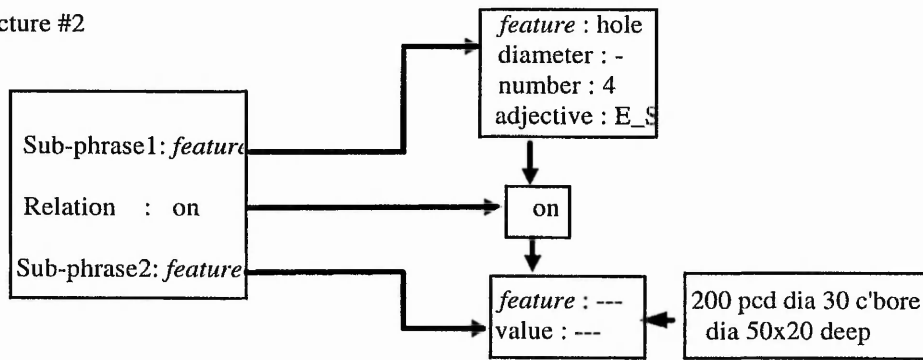 cture #2
feature : hole
diameter : -
number : 4
adjective : E_S
Sub-phrase1: feature
Relation : on
Sub-phrase2: feature
on
feature : ---
value : ---
200 pcd dia 30 c'bore
dia 50x20 deep